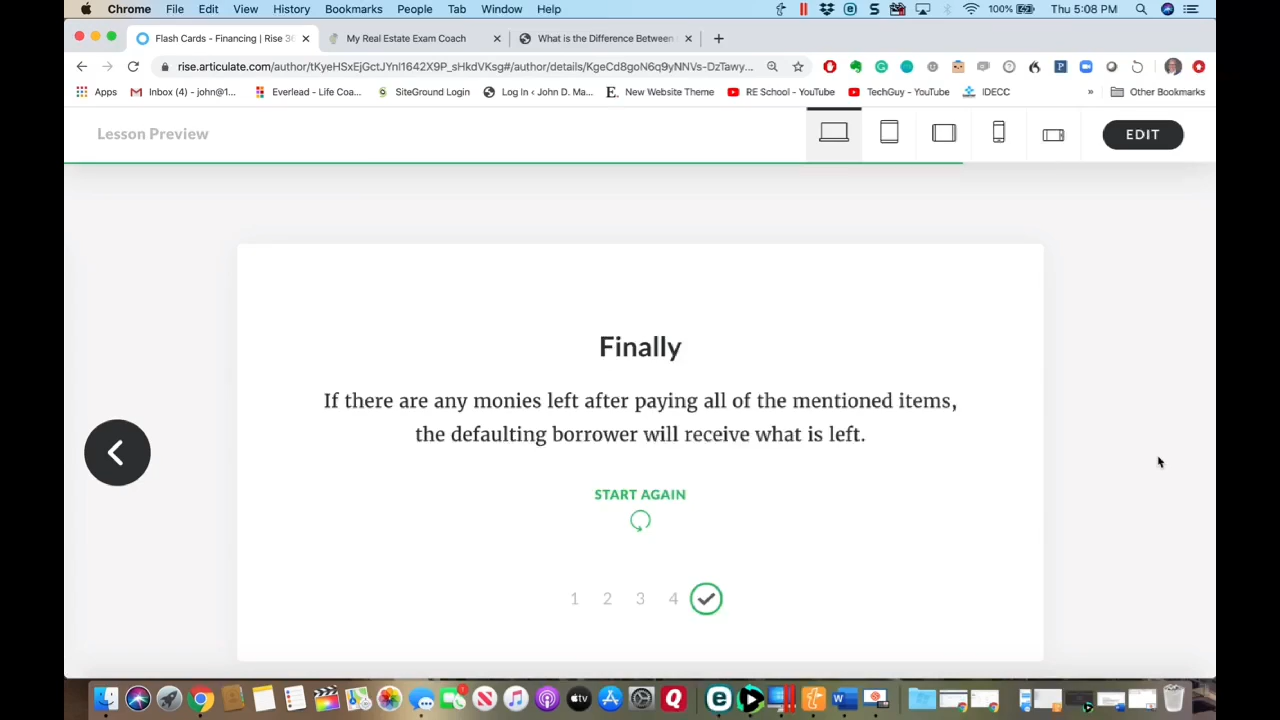 Chrome File Edit View History Bookmarks People Tab Window Help 100% Thu 5:08 PM
Flash Cards - Financing | Rise 36 My Real Estate Exam Coach What is the Difference Between
rise.articulate.com/author/tKyeHSxEjGctJYnl1642X9P_sHkdVKsg#/author/details/KgeCd8goN6q9yNNVs-DzTawy...
Apps Inbox (4) - john@1... Everlead - Life Coa... SiteGround Login Log In ‹ John D. Ma... New Website Theme RE School - YouTube TechGuy - YouTube IDECC » Other Bookmarks
Lesson Preview
EDIT
Finally
If there are any monies left after paying all of the mentioned items,
the defaulting borrower will receive what is left.
START AGAIN
1 2 3 4